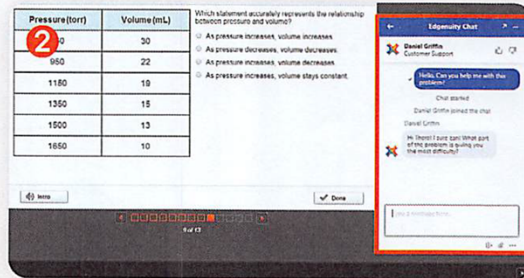 Pressure (torr)
Volume (mL)
2
30
950
22
1150
19
1350
15
1500
13
1650
10
Which statement accurately represents the relationship
between pressure and volume?
As pressure increases, volume increases.
As pressure decreases, volume decreases.
As pressure increases, volume decreases.
As pressure increases, volume stays constant.
Intro
Done
9 of 13
Edgenuity Chat
Daniel Griffin
Customer Support
Hello, Can you help me with this
problem?
Chat started
Daniel Griffin joined the chat
Daniel Griffin
Hi there! I sure can! What part
of the problem is giving you
the most difficulty?